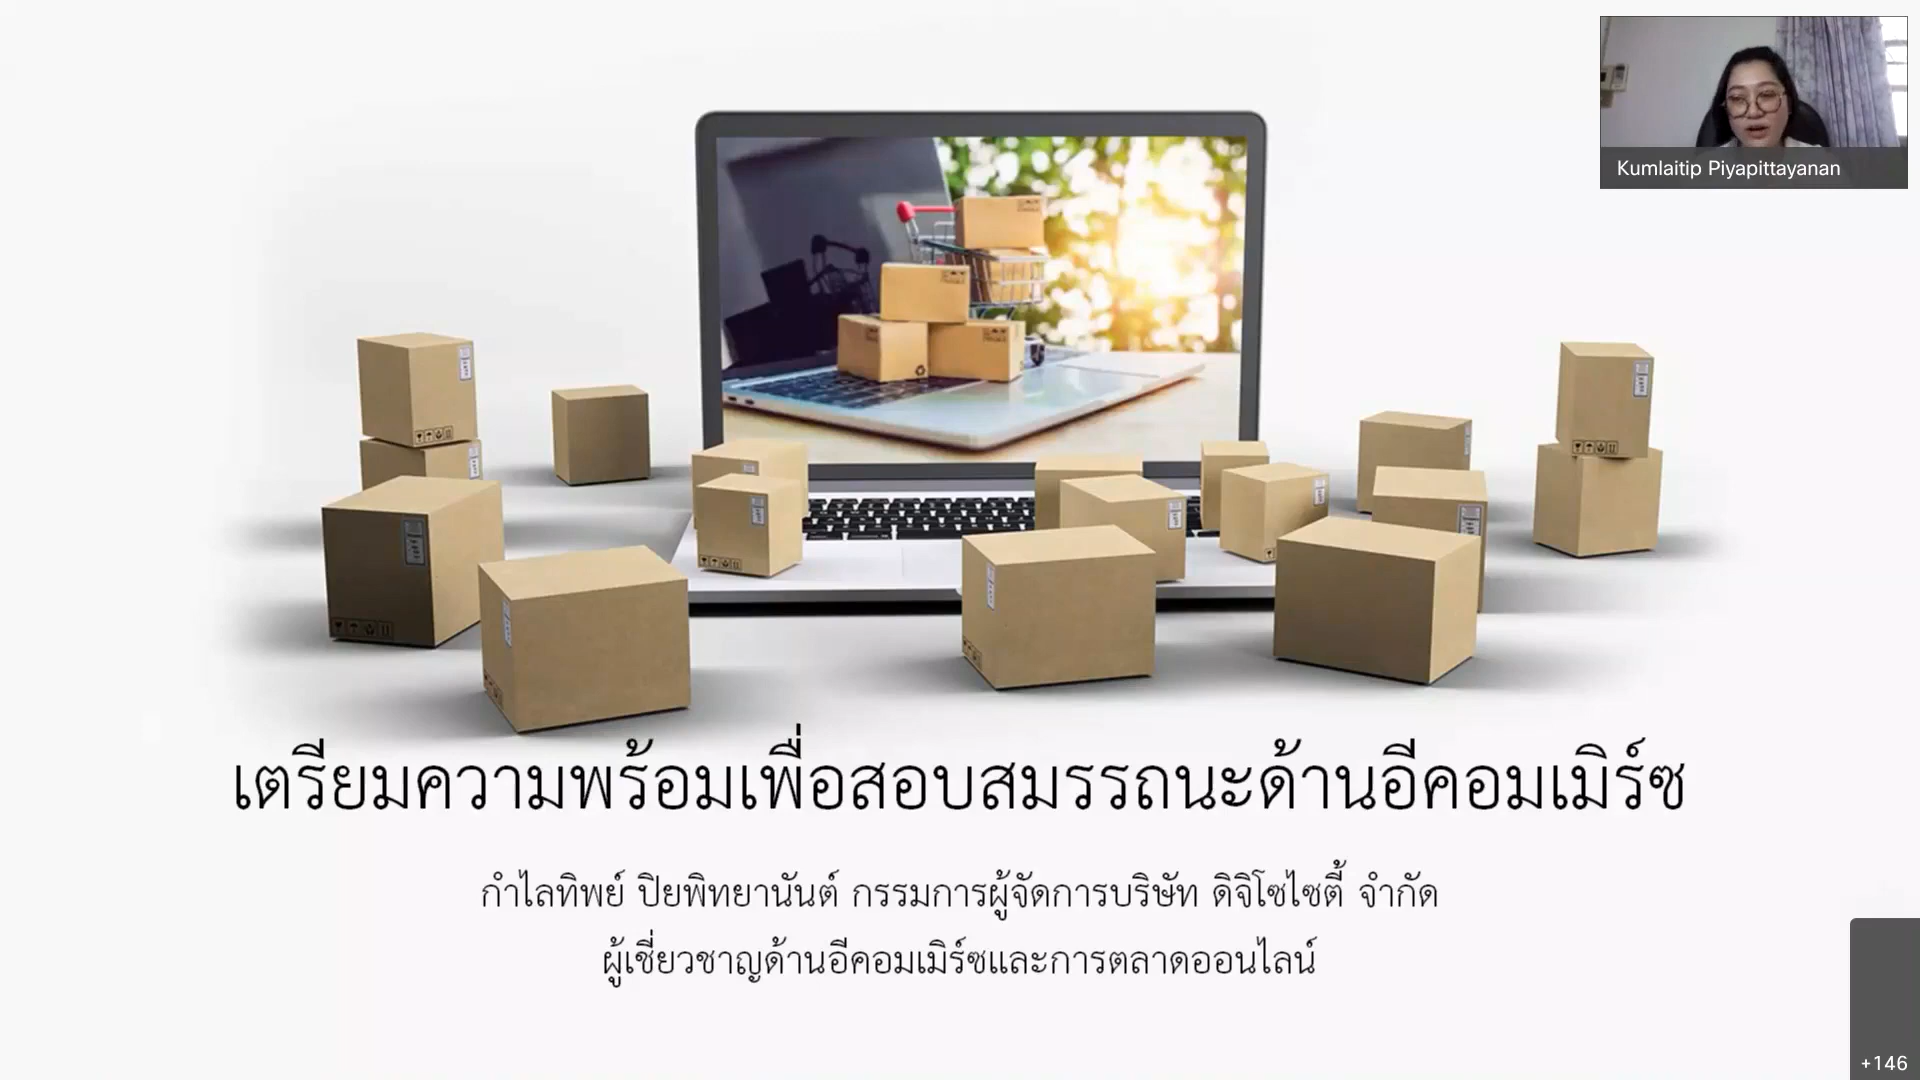 Kumlaitip Piyapittayanan
เตรียมความพร้อมเพื่อสอบสมรรถนะด้านอีคอมเมิร์ซ
กำไลทิพย์ ปิยพิทยานันต์ กรรมการผู้จัดการบริษัท ดิจิโซไซตี้ จำกัด
ผู้เชี่ยวชาญด้านอีคอมเมิร์ซและการตลาดออนไลน์
+146